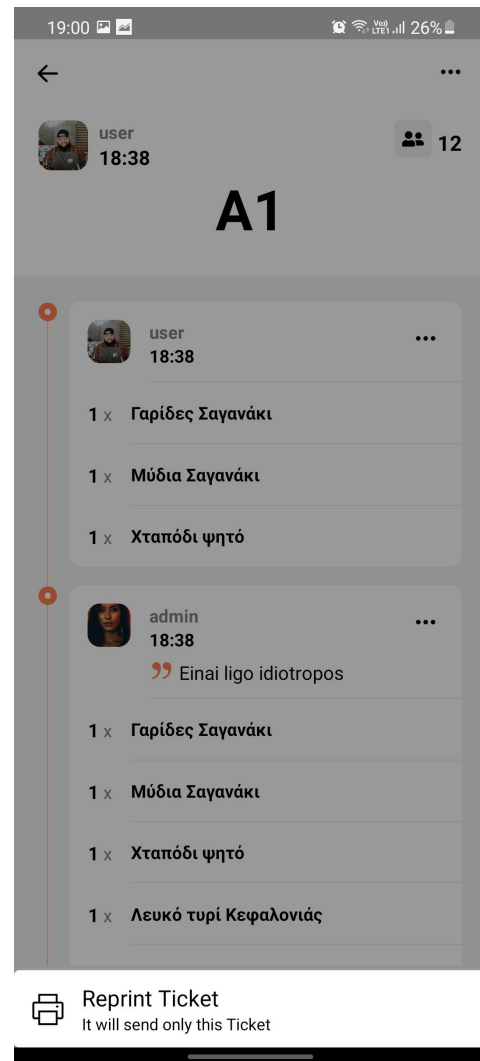 19:00 Vo)) LTE1 26%
user
18:38
12
A1
user
18:38
1 x Γαρίδες Σαγανάκι
1 x Μύδια Σαγανάκι
1 x Χταπόδι ψητό
admin
18:38
Einai ligo idiotropos
1 x Γαρίδες Σαγανάκι
1 x Μύδια Σαγανάκι
1 x Χταπόδι ψητό
1 x Λευκό τυρί Κεφαλονιάς
Reprint Ticket
It will send only this Ticket